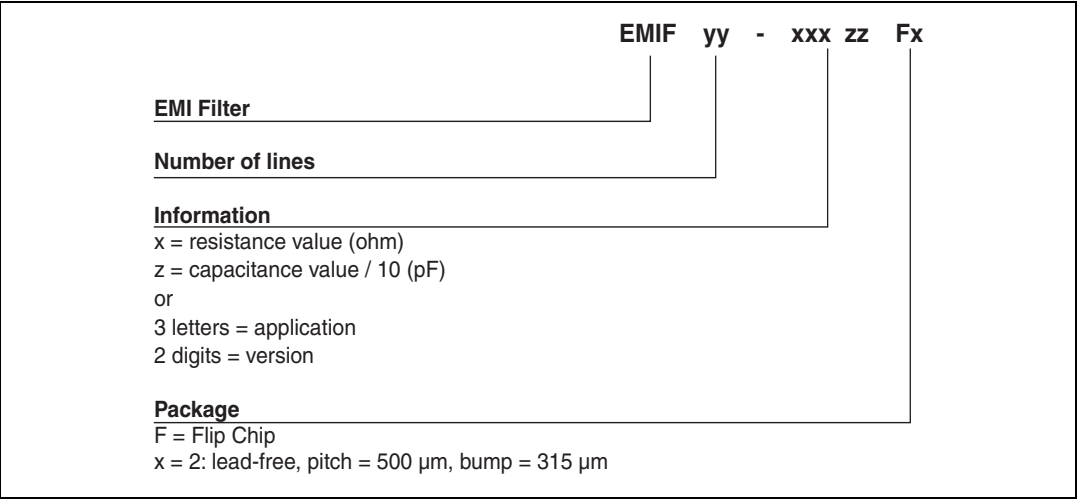 EMIF yy - xxx zz Fx
EMI Filter
Number of lines
Information
x = resistance value (ohm)
z = capacitance value / 10 (pF)
or
3 letters = application
2 digits = version
Package
F = Flip Chip
x = 2: lead-free, pitch = 500 µm, bump = 315 µm